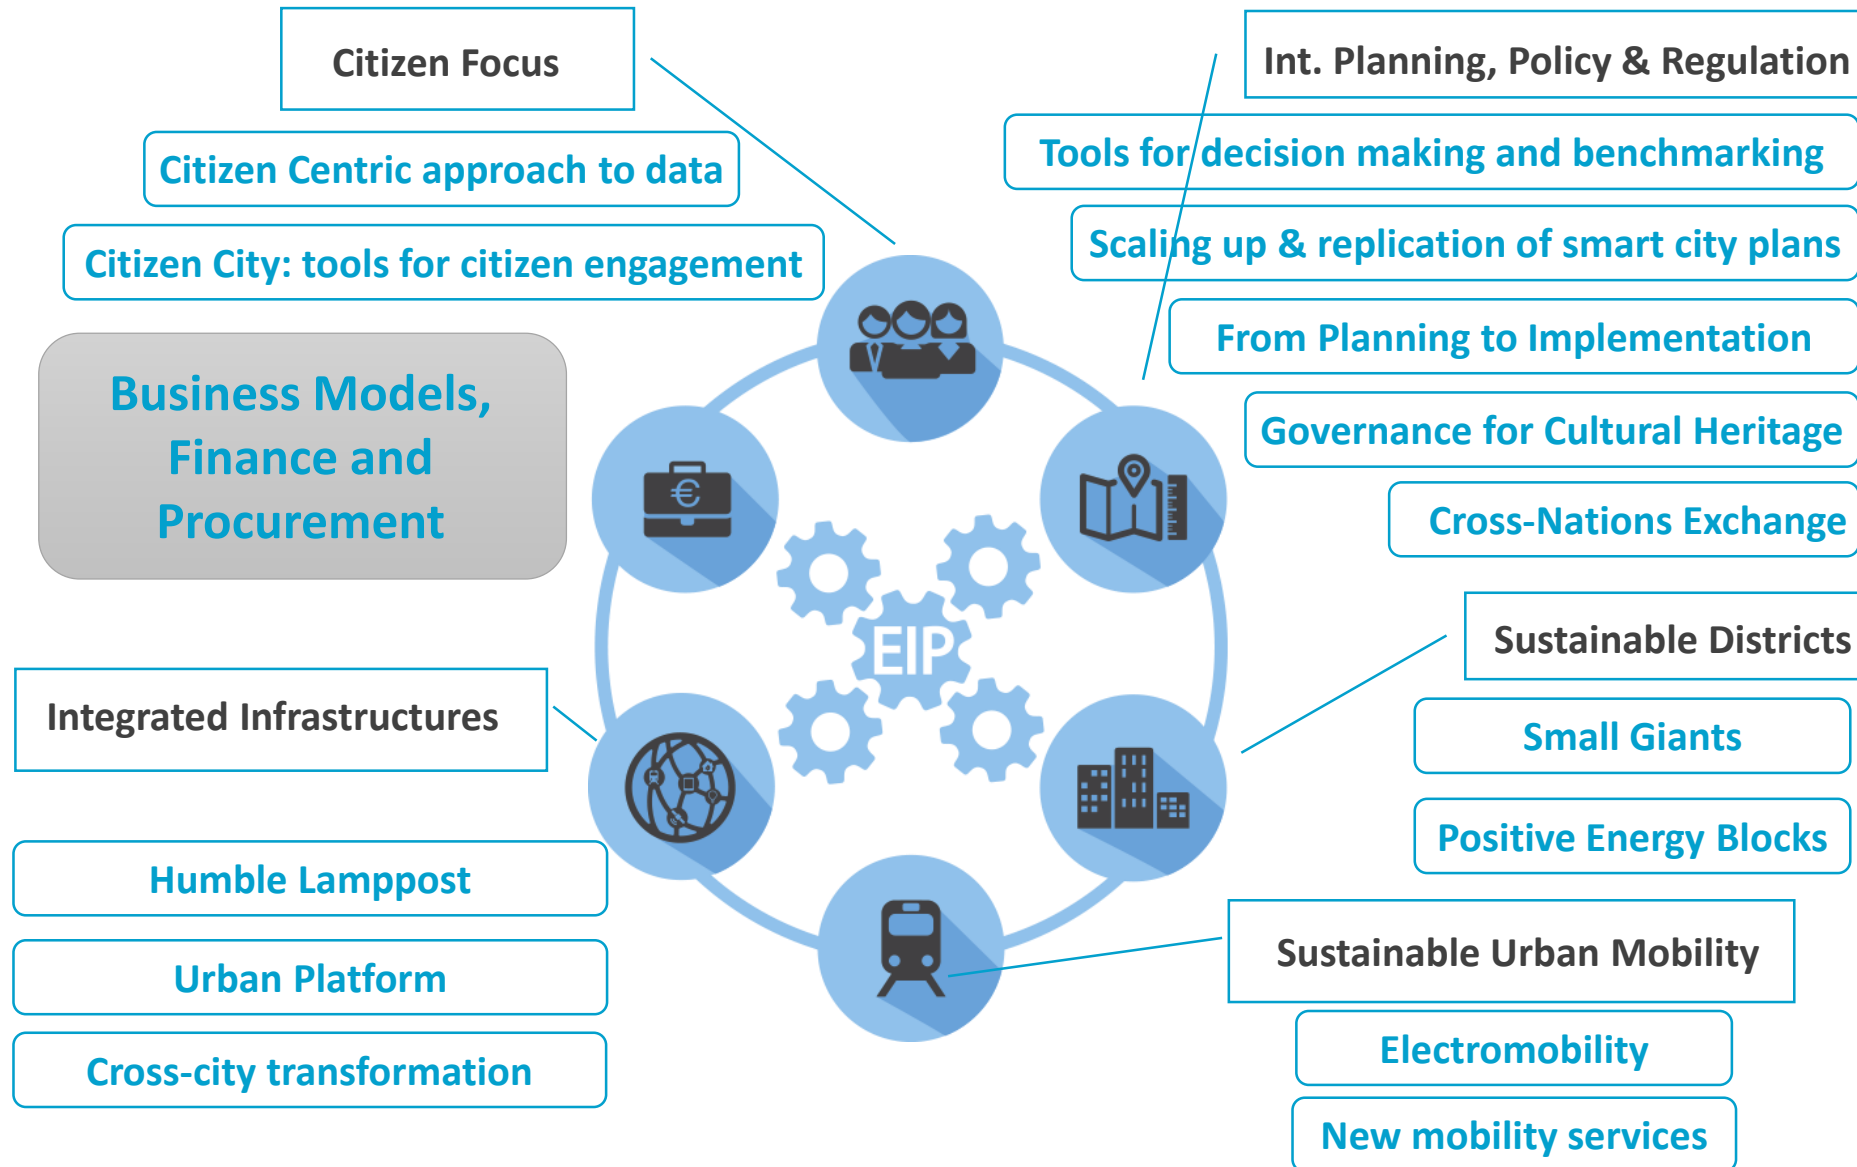 Citizen Focus
Citizen Centric approach to data
Citizen City: tools for citizen engagement
Business Models,
Finance and
Procurement
Integrated Infrastructures
Humble Lamppost
Urban Platform
Cross-city transformation
€
EIP
Int. Planning, Policy & Regulation
Tools for decision making and benchmarking
Scaling up & replication of smart city plans
From Planning to Implementation
Governance for Cultural Heritage
Cross-Nations Exchange
Sustainable Districts
Small Giants
Positive Energy Blocks
Sustainable Urban Mobility
Electromobility
New mobility services